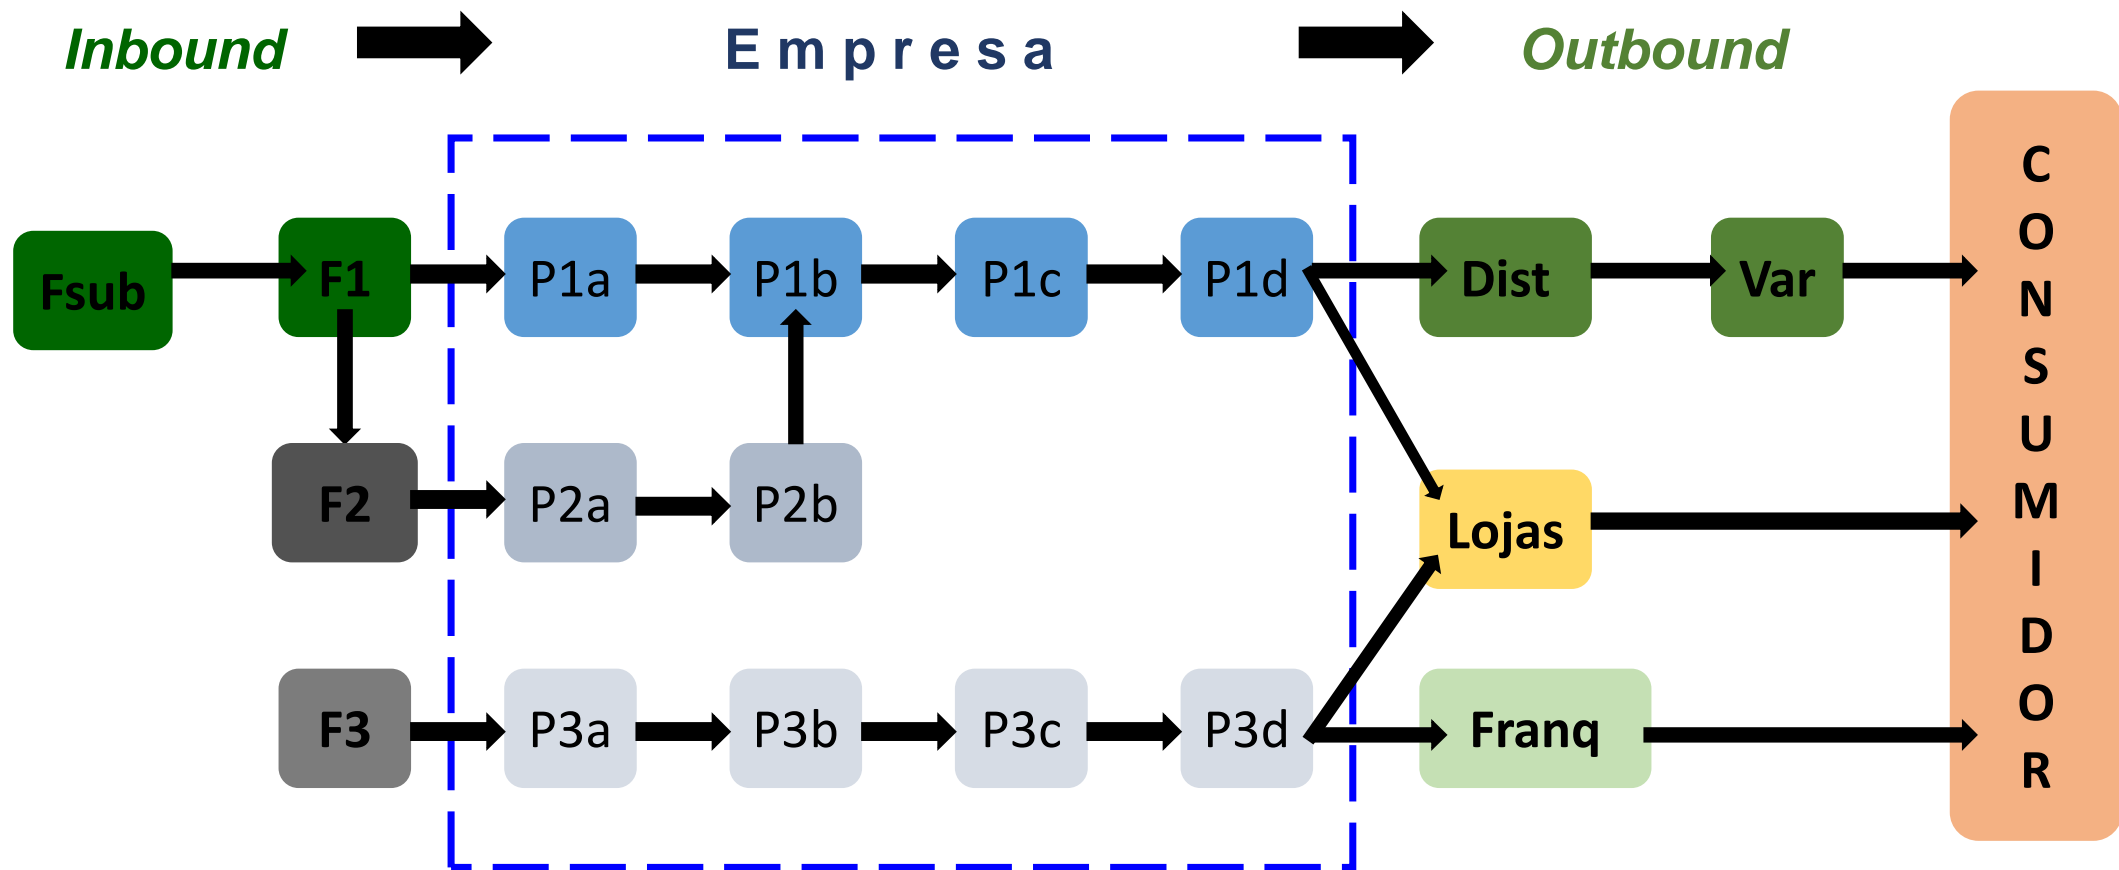 Inbound
Empresa
Outbound
Fsub
F1
P1a
P1b
P1c
P1d
Dist
Var
F2
P2a
P2b
Lojas
F3
P3a
P3b
P3c
P3d
Franq
CONSUMIDOR